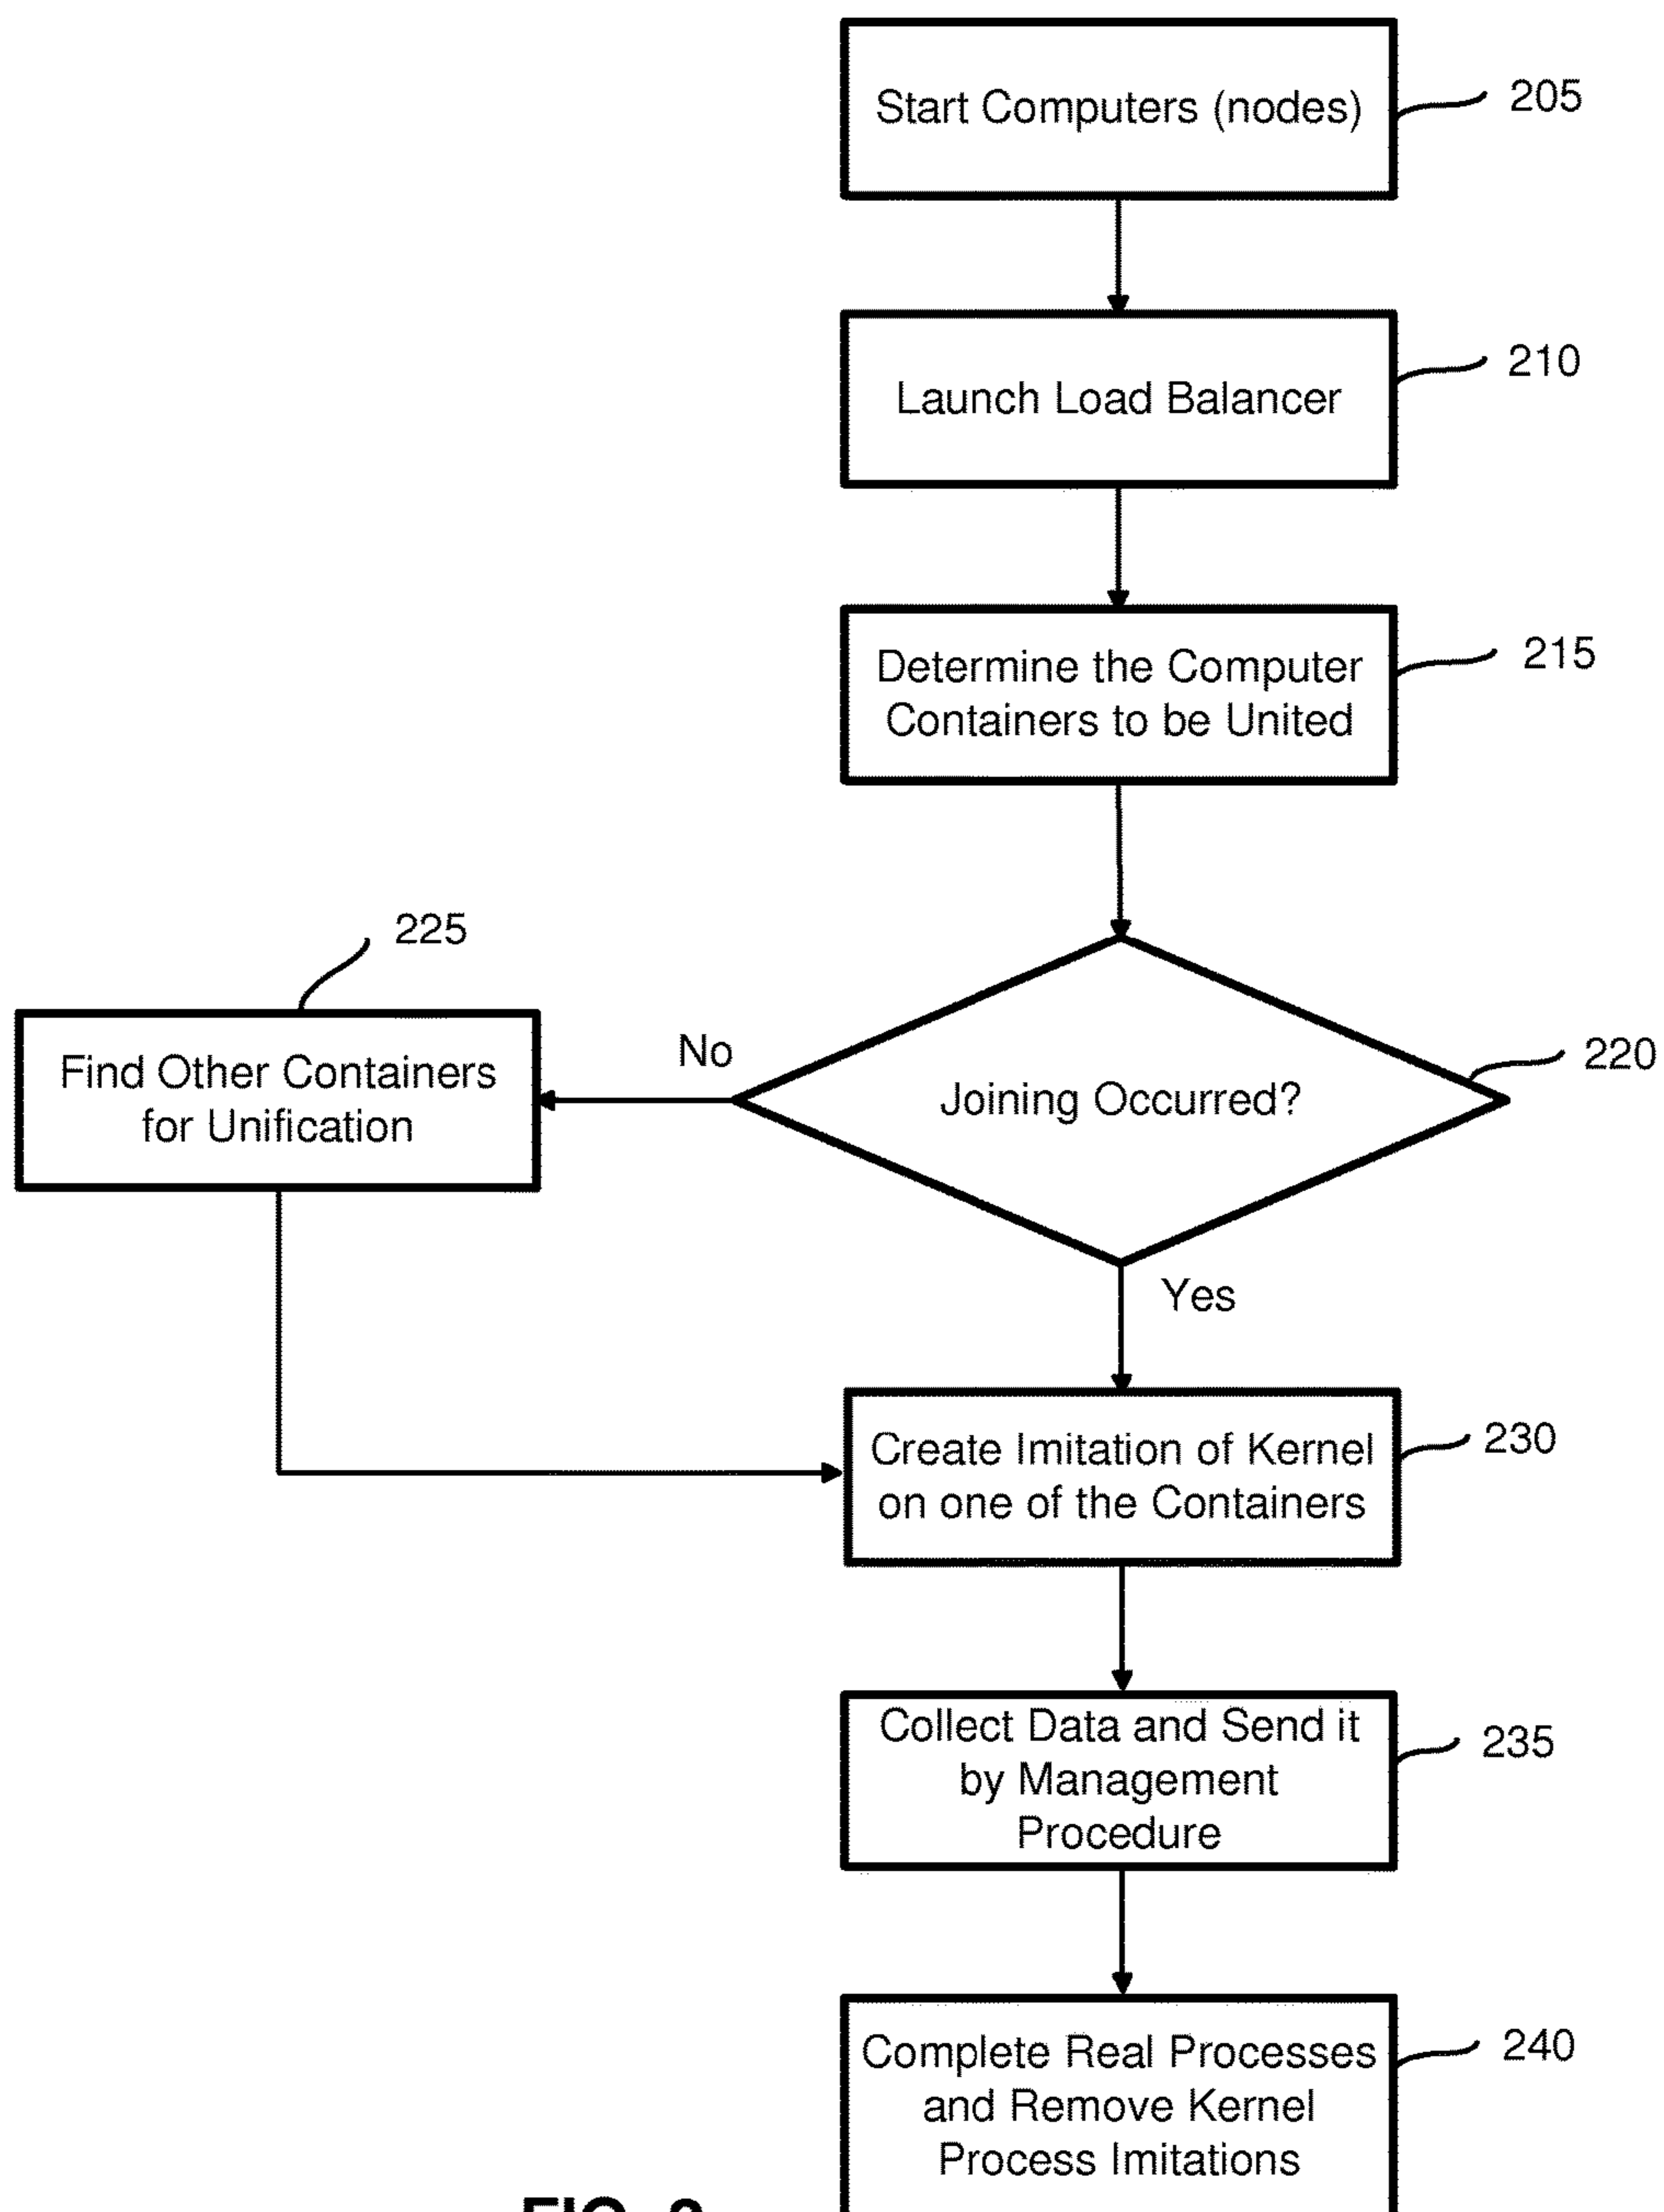 Start Computers (nodes)
205
Launch Load Balancer
210
Determine the Computer
Containers to be United
215
225
Find Other Containers
for Unification
No
Joining Occurred?
220
Yes
Create Imitation of Kernel
on one of the Containers
230
Collect Data and Send it
by Management
Procedure
235
Complete Real Processes
and Remove Kernel
Process Imitations
240
FIG.